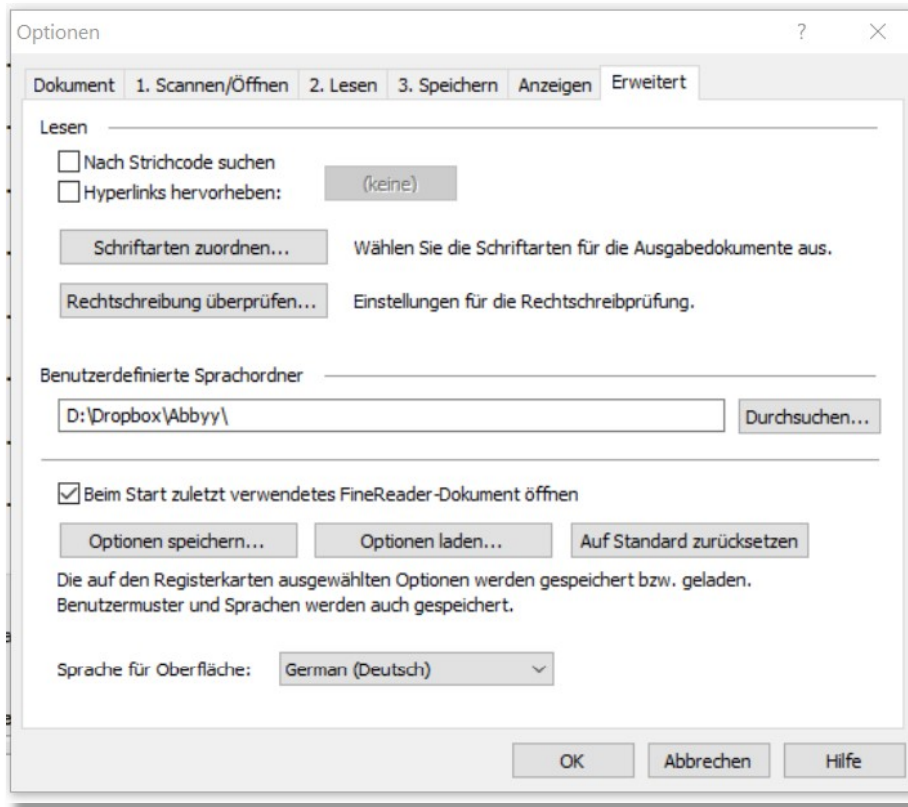 Optionen ?
Dokument 1. Scannen/Öffnen 2. Lesen 3. Speichern Anzeigen Erweitert
Lesen
Nach Strichcode suchen
Hyperlinks hervorheben: (keine)
Schriftarten zuordnen... Wählen Sie die Schriftarten für die Ausgabedokumente aus.
Rechtschreibung überprüfen... Einstellungen für die Rechtschreibprüfung.
Benutzerdefinierte Sprachordner
D:\Dropbox\Abbyy\ Durchsuchen...
Beim Start zuletzt verwendetes FineReader-Dokument öffnen
Optionen speichern... Optionen laden... Auf Standard zurücksetzen
Die auf den Registerkarten ausgewählten Optionen werden gespeichert bzw. geladen.
Benutzermuster und Sprachen werden auch gespeichert.
Sprache für Oberfläche: German (Deutsch)
OK Abbrechen Hilfe